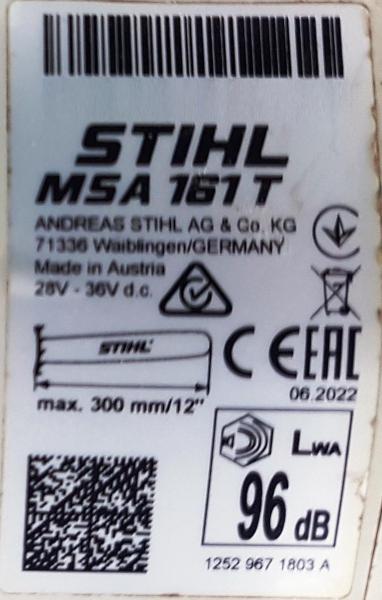 STIHL
MSA 161 T
ANDREAS STIHL AG & Co. KG
71336 Waiblingen/GERMANY
Made in Austria
28V - 36V d.c.
STIHL
CE EAC
max. 300 mm/12"
06.2022
LWA
96 dB
1252 967 1803 A